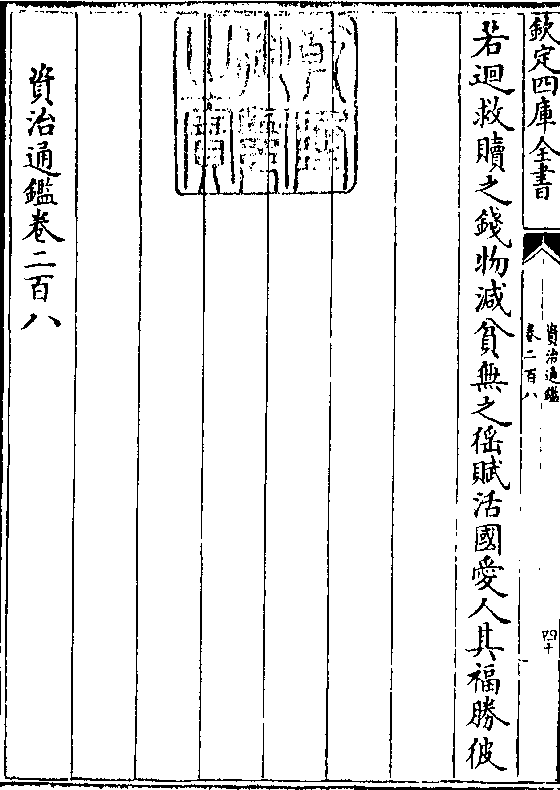 欽定四庫全書
資治通鑑
卷二百八
四十
若迴救贖之錢物減貧無之徭賦活國愛人其福勝彼
資治通鑑卷二百八